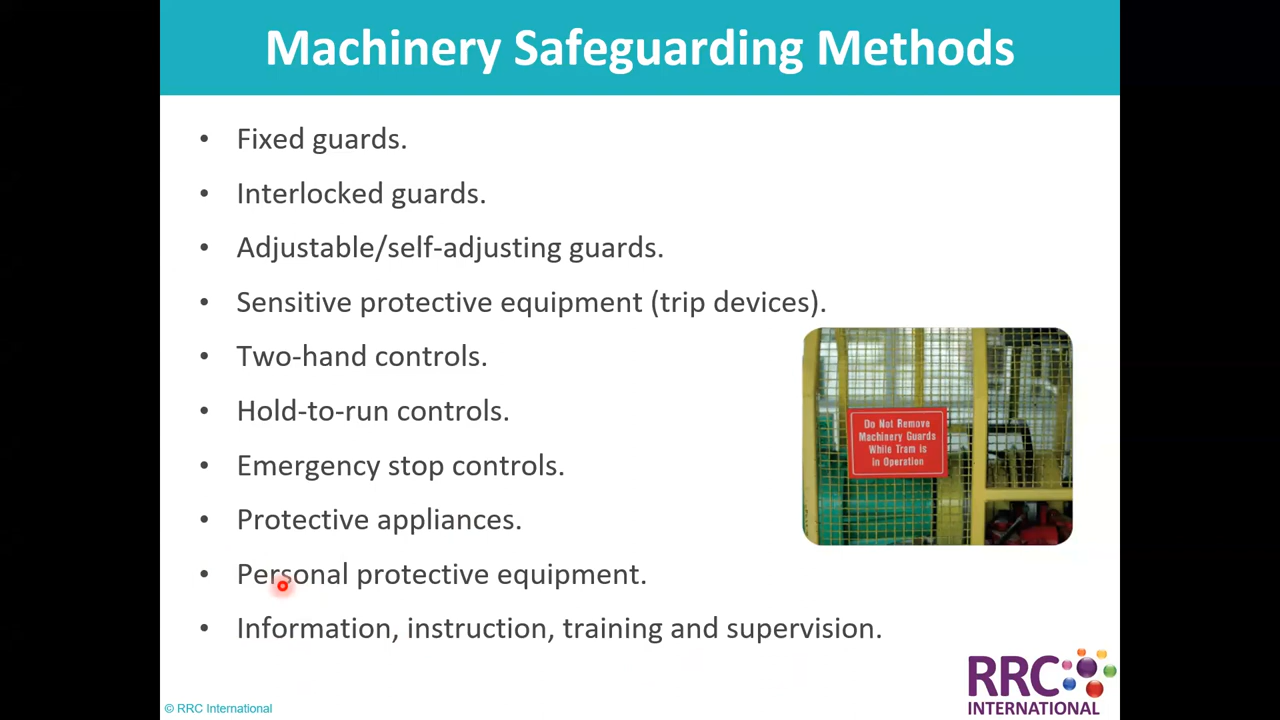 Machinery Safeguarding Methods
• Fixed guards.
• Interlocked guards.
• Adjustable/self-adjusting guards.
• Sensitive protective equipment (trip devices).
• Two-hand controls.
• Hold-to-run controls.
• Emergency stop controls.
• Protective appliances.
• Personal protective equipment.
• Information, instruction, training and supervision.
Do Not Remove
Machinery Guards
While Tram is
in Operation
© RRC International
RRC
INTERNATIONAL